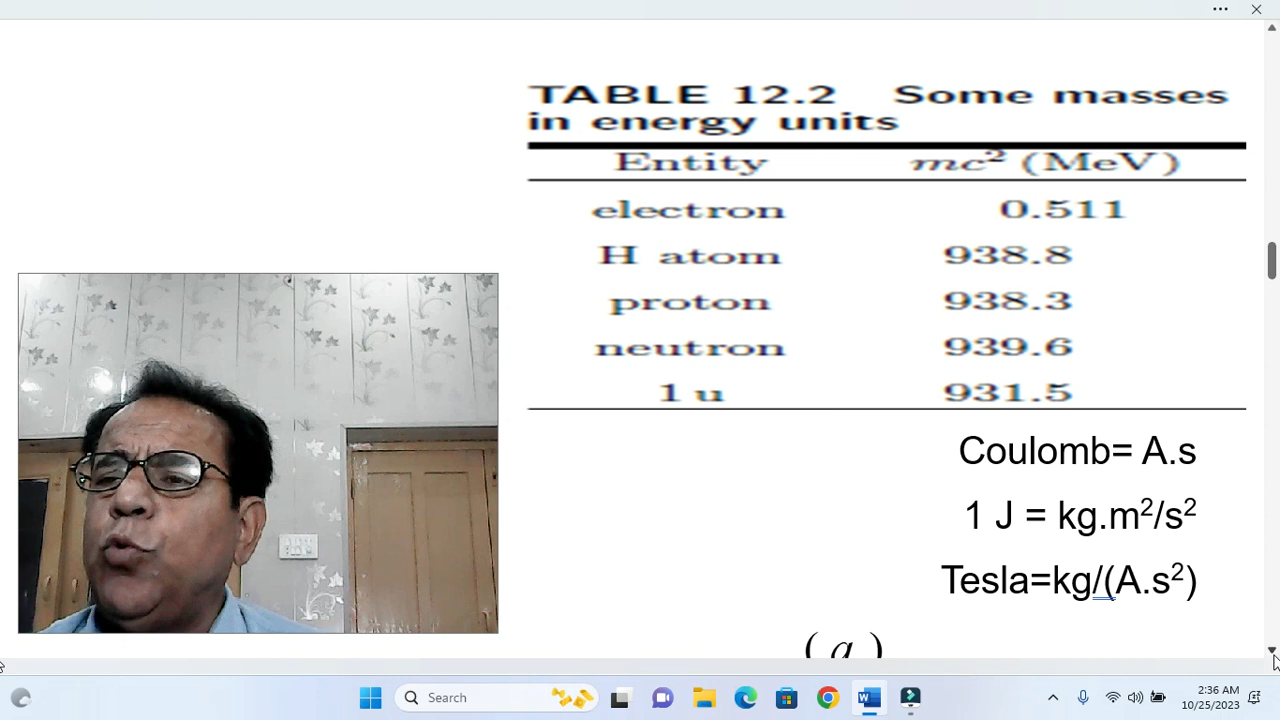 TABLE 12.2 Some masses
in energy units
Entity mc² (MeV)
electron 0.511
H atom 938.8
proton 938.3
neutron 939.6
1 u 931.5
Coulomb= A.s
1 J = kg.m²/s²
Tesla=kg/(A.s²)
( q )
Search
2:36 AM
10/25/2023